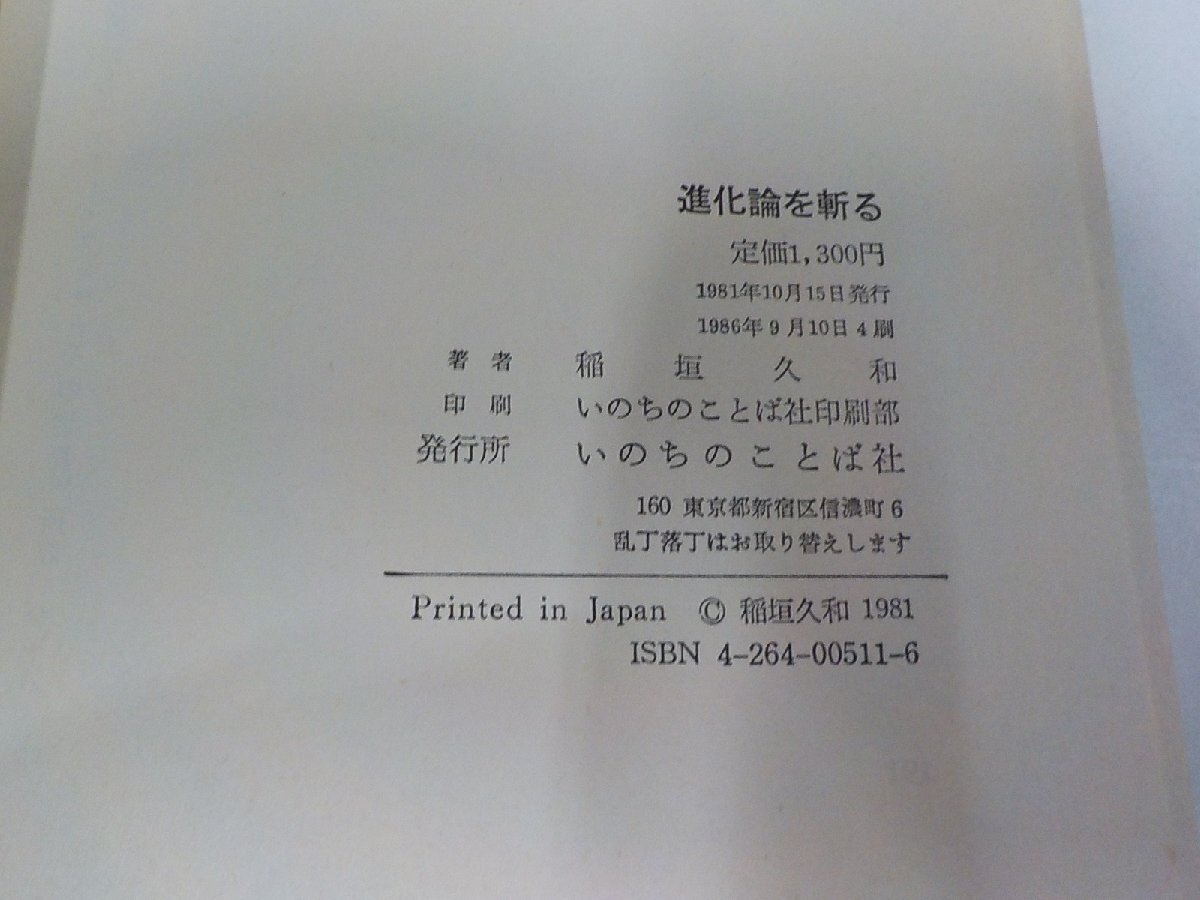 進化論を斬る
定価1,300円
1981年10月15日発行
1986年9月10日4刷
著者 稲垣久和
印刷 いのちのことば社印刷部
発行所 いのちのことば社
160 東京都新宿区信濃町6
乱丁落丁はお取り替えします
Printed in Japan © 稲垣久和 1981
ISBN 4-264-00511-6